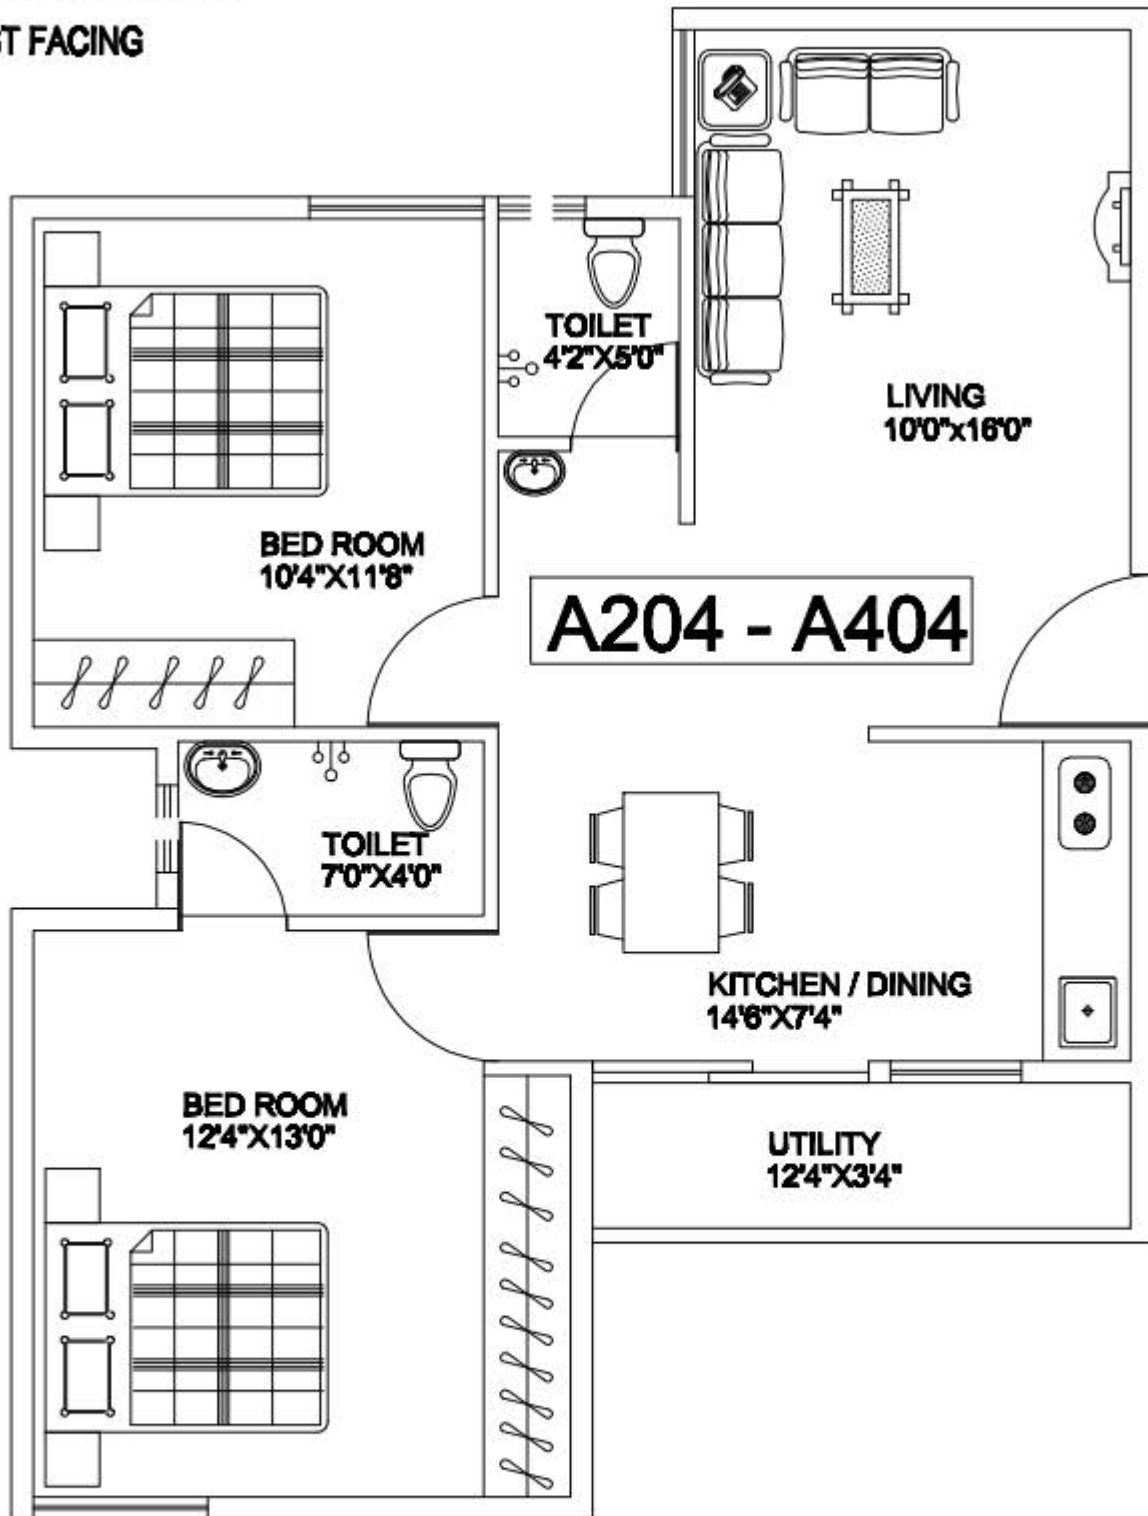 FACING
TOILET
4'2"X5'0"
LIVING
10'0"x16'0"
BED ROOM
10'4"X11'8"
A204 - A404
TOILET
7'0"X4'0"
KITCHEN / DINING
14'6"X7'4"
BED ROOM
12'4"X13'0"
UTILITY
12'4"X3'4"